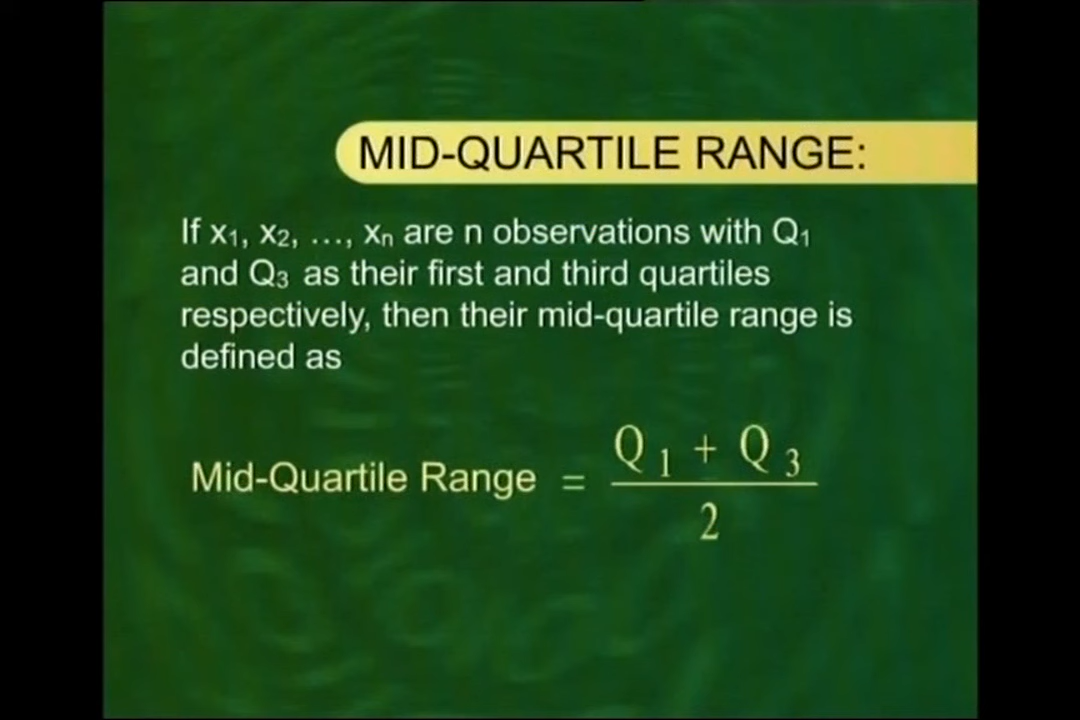 MID-QUARTILE RANGE:
If x₁, x₂, ..., xₙ are n observations with Q₁
and Q₃ as their first and third quartiles
respectively, then their mid-quartile range is
defined as
Mid-Quartile Range = (Q₁ + Q₃) / 2